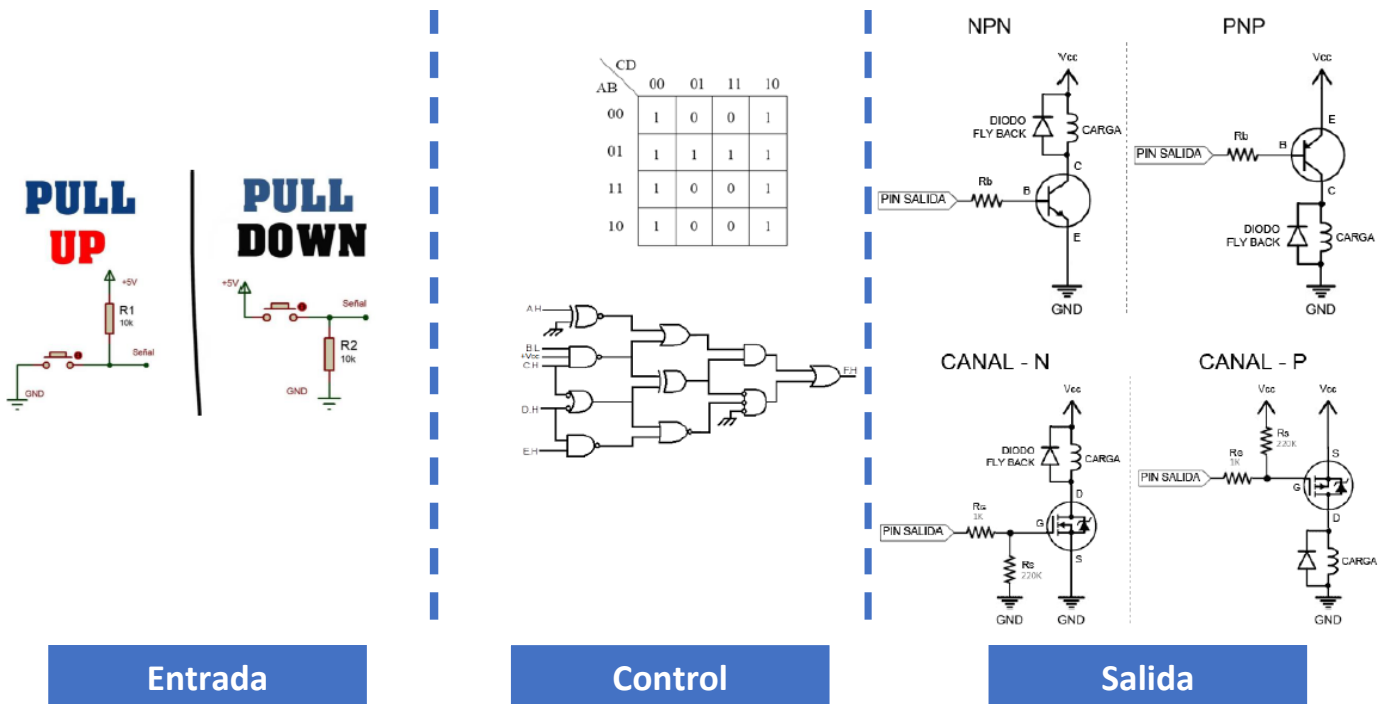 PULL
UP
+5V
R1
10k
Señal
GND
PULL
DOWN
+5V
Señal
R2
10k
GND
Entrada
CD
AB
00 01 11 10
00 1 0 0 1
01 1 1 1 1
11 1 0 0 1
10 1 0 0 1
A.H
B.L
+Vcc
C.H
D.H
E.H
F.H
Control
NPN
Vcc
DIODO
FLY BACK
CARGA
C
Rb
B
PIN SALIDA
E
GND
PNP
Vcc
E
Rb
B
PIN SALIDA
C
DIODO
FLY BACK
CARGA
GND
CANAL - N
Vcc
DIODO
FLY BACK
CARGA
D
1K
G
PIN SALIDA
S
Rs
220K
GND
GND
CANAL - P
Vcc
Vcc
Rs
220K
S
1K
PIN SALIDA
G
D
CARGA
GND
Salida